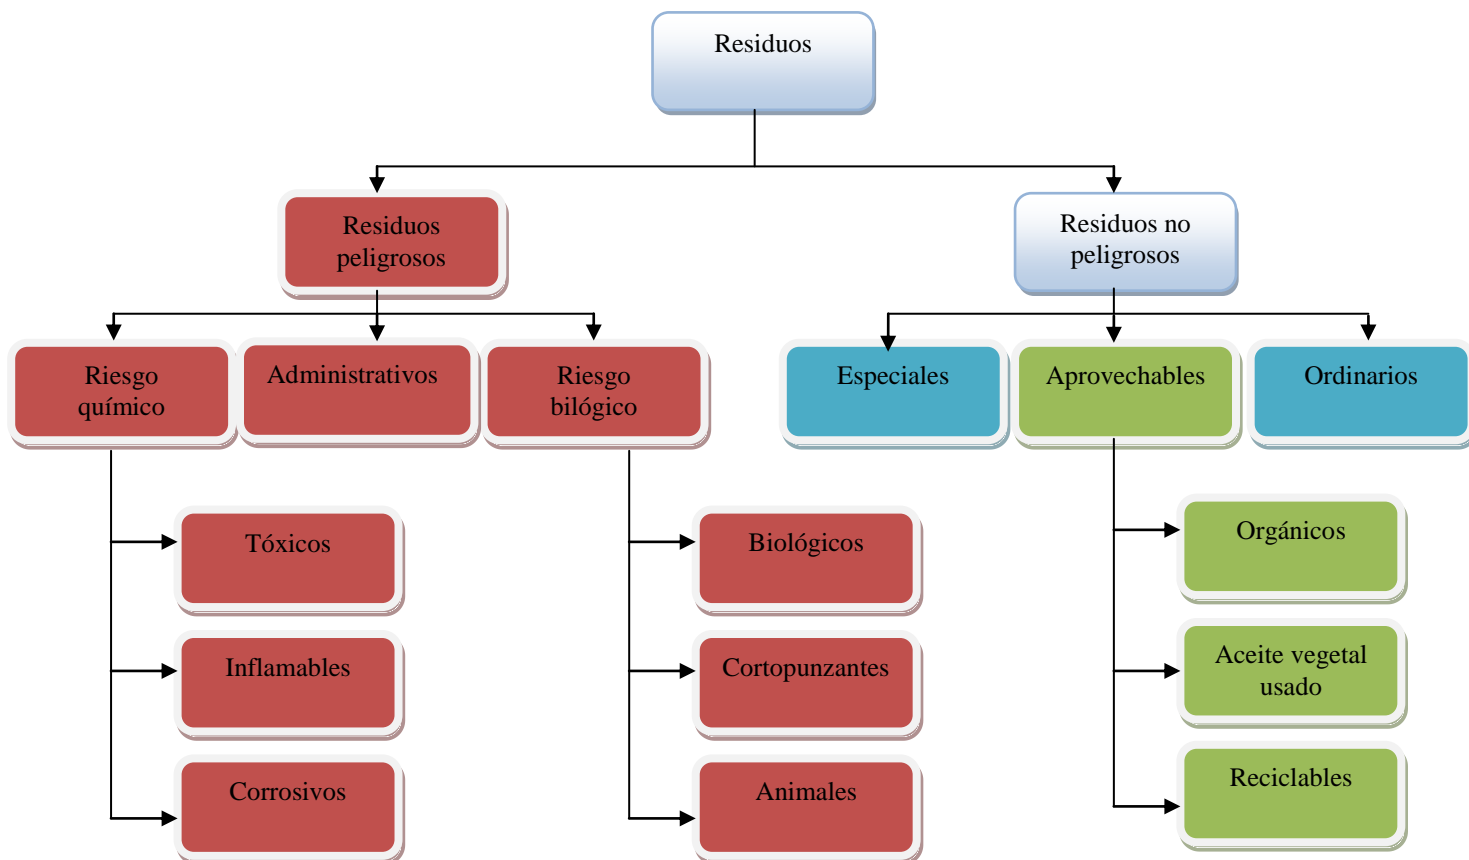 Residuos
Residuos
peligrosos
Residuos no
peligrosos
Riesgo
químico
Administrativos
Riesgo
bilógico
Especiales
Aprovechables
Ordinarios
Tóxicos
Biológicos
Orgánicos
Inflamables
Cortopunzantes
Aceite vegetal
usado
Corrosivos
Animales
Reciclables